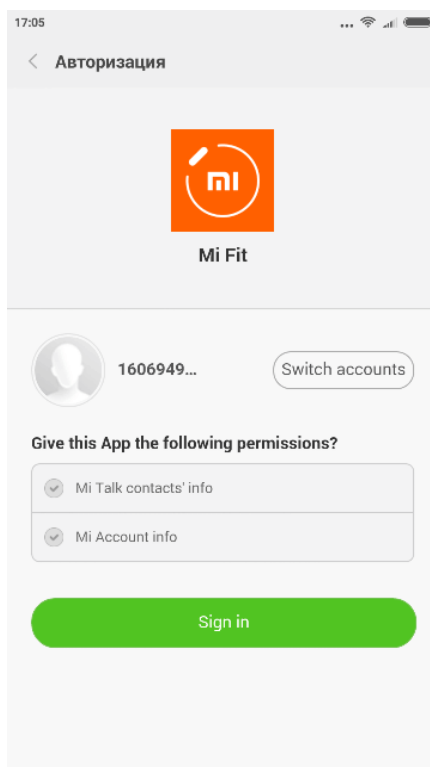 17:05
Авторизация
mi
Mi Fit
1606949...
Switch accounts
Give this App the following permissions?
Mi Talk contacts' info
Mi Account info
Sign in